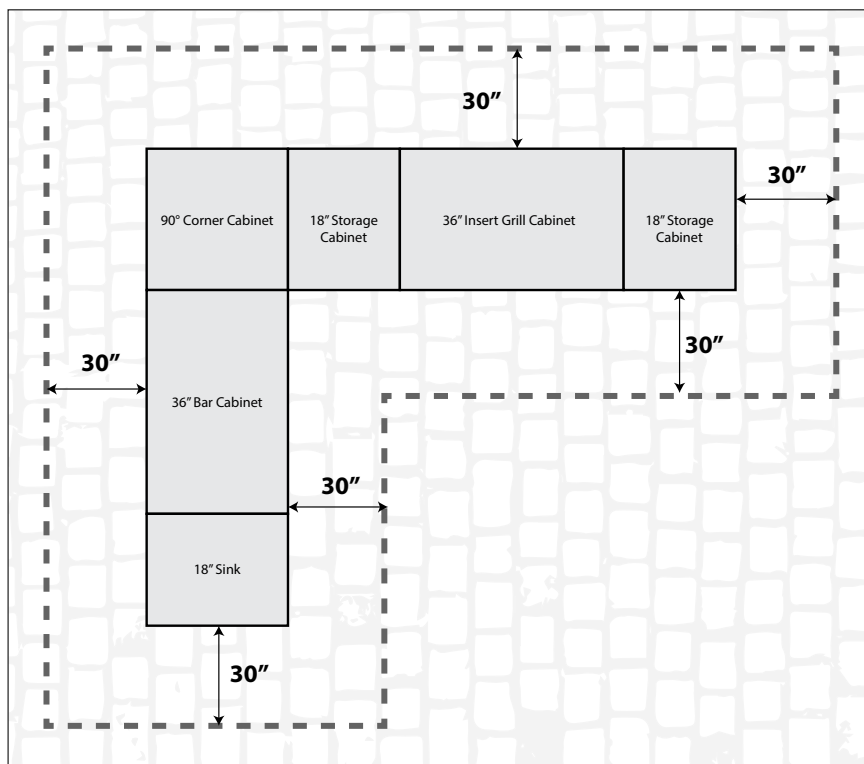 30”
90° Corner Cabinet
18” Storage
Cabinet
36” Insert Grill Cabinet
18” Storage
Cabinet
30”
30”
30”
36” Bar Cabinet
30”
18” Sink
30”